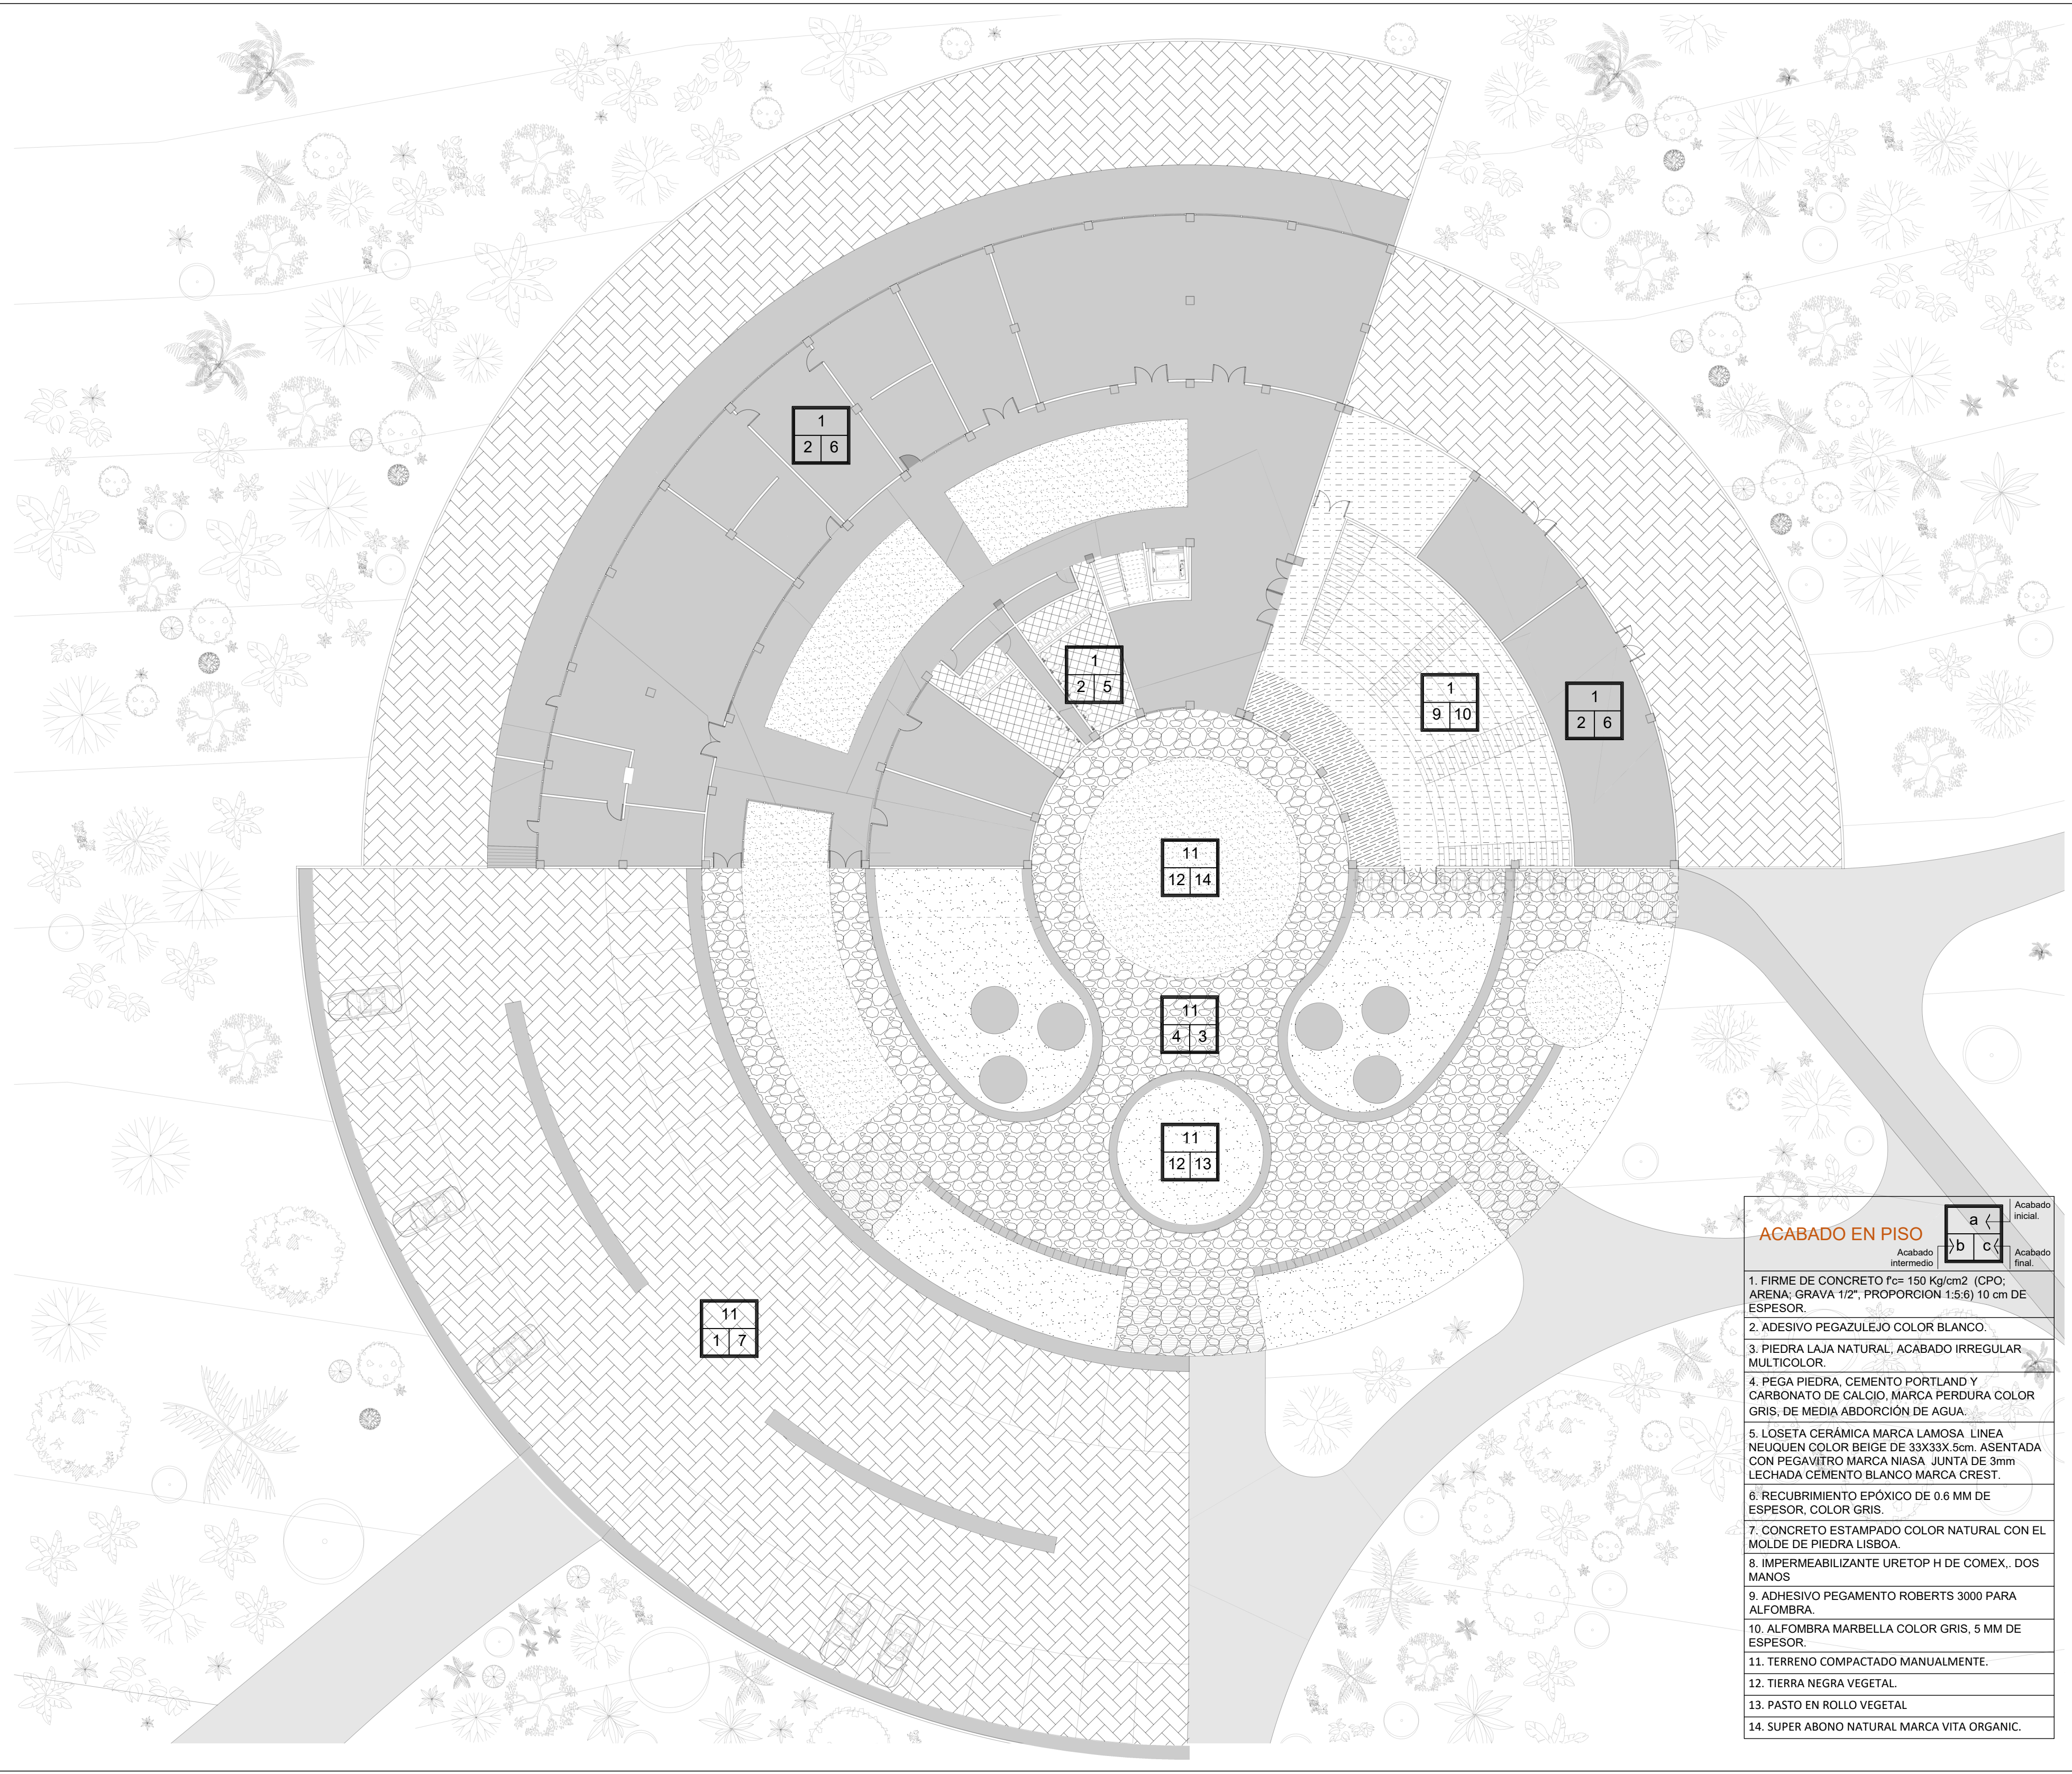 1
2 6
1
2 5
1
9 10
1
2 6
11
12 14
11
4 3
11
12 13
11
1 7
ACABADO EN PISO
a
b c
Acabado
inicial.
Acabado
intermedio
Acabado
final.
1. FIRME DE CONCRETO f'c= 150 Kg/cm2 (CPO;
ARENA; GRAVA 1/2", PROPORCION 1:5:6) 10 cm DE
ESPESOR.
2. ADESIVO PEGAZULEJO COLOR BLANCO.
3. PIEDRA LAJA NATURAL, ACABADO IRREGULAR
MULTICOLOR.
4. PEGA PIEDRA, CEMENTO PORTLAND Y
CARBONATO DE CALCIO, MARCA PERDURA COLOR
GRIS, DE MEDIA ABDORCIÓN DE AGUA.
5. LOSETA CERÁMICA MARCA LAMOSA LINEA
NEUQUEN COLOR BEIGE DE 33X33X.5cm. ASENTADA
CON PEGAVITRO MARCA NIASA JUNTA DE 3mm
LECHADA CEMENTO BLANCO MARCA CREST.
6. RECUBRIMIENTO EPÓXICO DE 0.6 MM DE
ESPESOR, COLOR GRIS.
7. CONCRETO ESTAMPADO COLOR NATURAL CON EL
MOLDE DE PIEDRA LISBOA.
8. IMPERMEABILIZANTE URETOP H DE COMEX,. DOS
MANOS
9. ADHESIVO PEGAMENTO ROBERTS 3000 PARA
ALFOMBRA.
10. ALFOMBRA MARBELLA COLOR GRIS, 5 MM DE
ESPESOR.
11. TERRENO COMPACTADO MANUALMENTE.
12. TIERRA NEGRA VEGETAL.
13. PASTO EN ROLLO VEGETAL
14. SUPER ABONO NATURAL MARCA VITA ORGANIC.